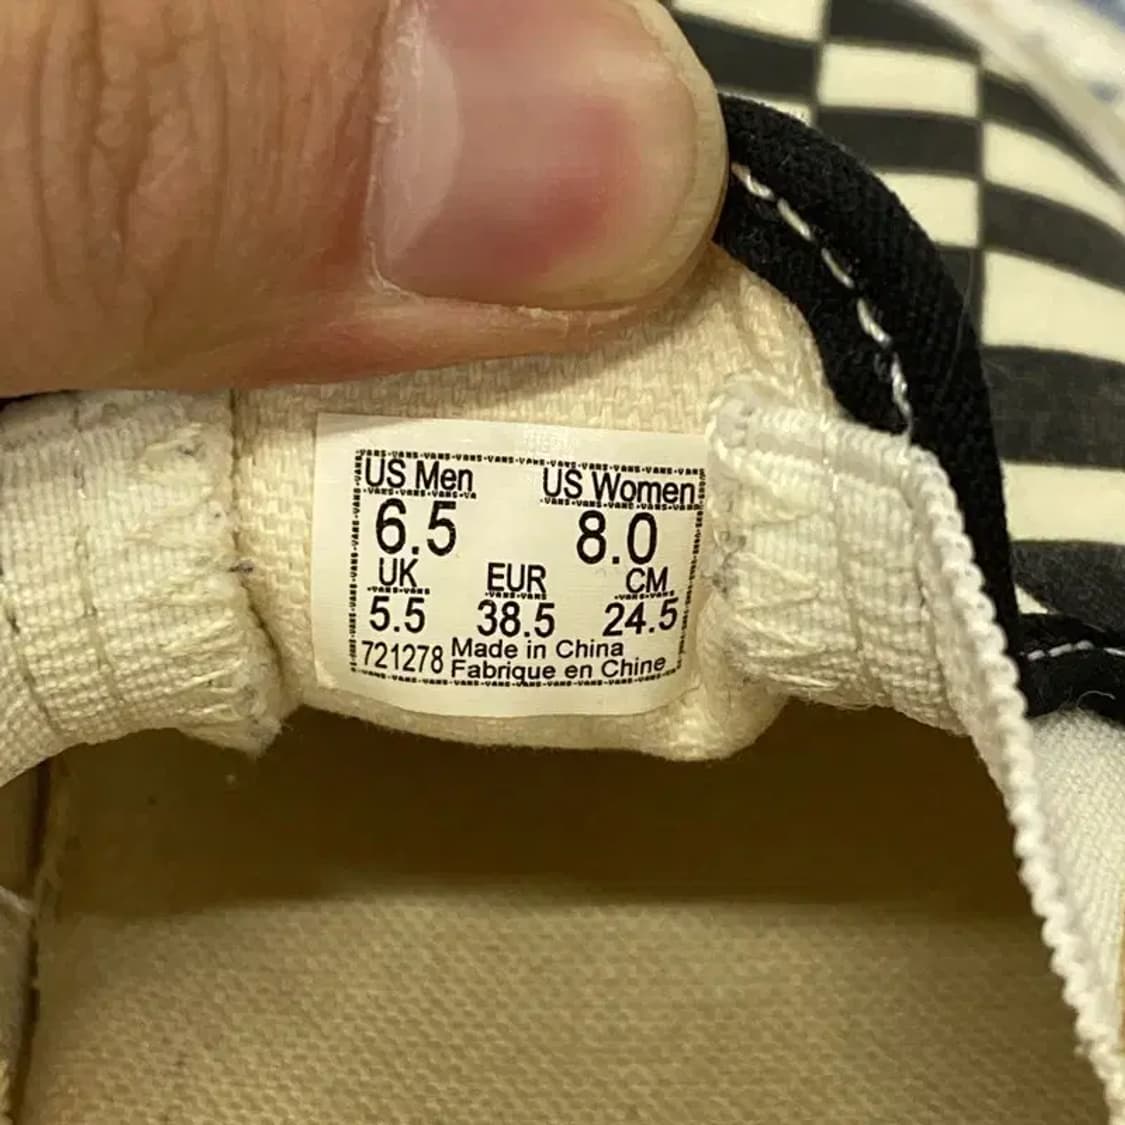 US Men US Women
6.5 8.0
UK EUR CM
5.5 38.5 24.5
721278 Made in China
Fabrique en Chine